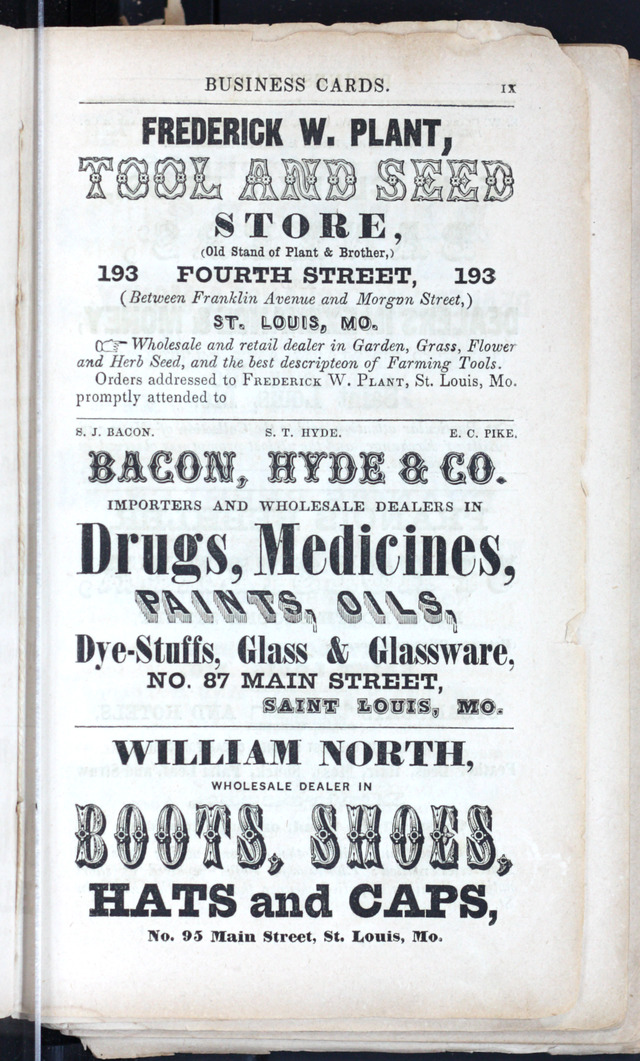 BUSINESS CARDS. IX
FREDERICK W. PLANT,
TOOL AND SEED
STORE,
(Old Stand of Plant & Brother,)
193 FOURTH STREET, 193
(Between Franklin Avenue and Morgon Street,)
ST. LOUIS, MO.
☞ Wholesale and retail dealer in Garden, Grass, Flower
and Herb Seed, and the best descripteon of Farming Tools.
Orders addressed to FREDERICK W. PLANT, St. Louis, Mo.
promptly attended to
S. J. BACON. S. T. HYDE. E. C. PIKE.
BACON, HYDE & CO.
IMPORTERS AND WHOLESALE DEALERS IN
Drugs, Medicines,
PAINTS, OILS,
Dye-Stuffs, Glass & Glassware,
NO. 87 MAIN STREET,
SAINT LOUIS, MO.
WILLIAM NORTH,
WHOLESALE DEALER IN
BOOTS, SHOES,
HATS and CAPS,
No. 95 Main Street, St. Louis, Mo.